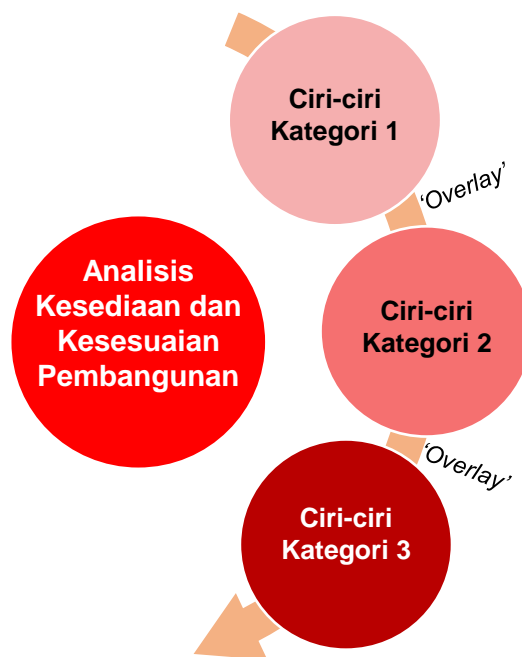 Ciri-ciri
Kategori 1
'Overlay'
Analisis
Kesediaan dan
Kesesuaian
Pembangunan
Ciri-ciri
Kategori 2
'Overlay'
Ciri-ciri
Kategori 3